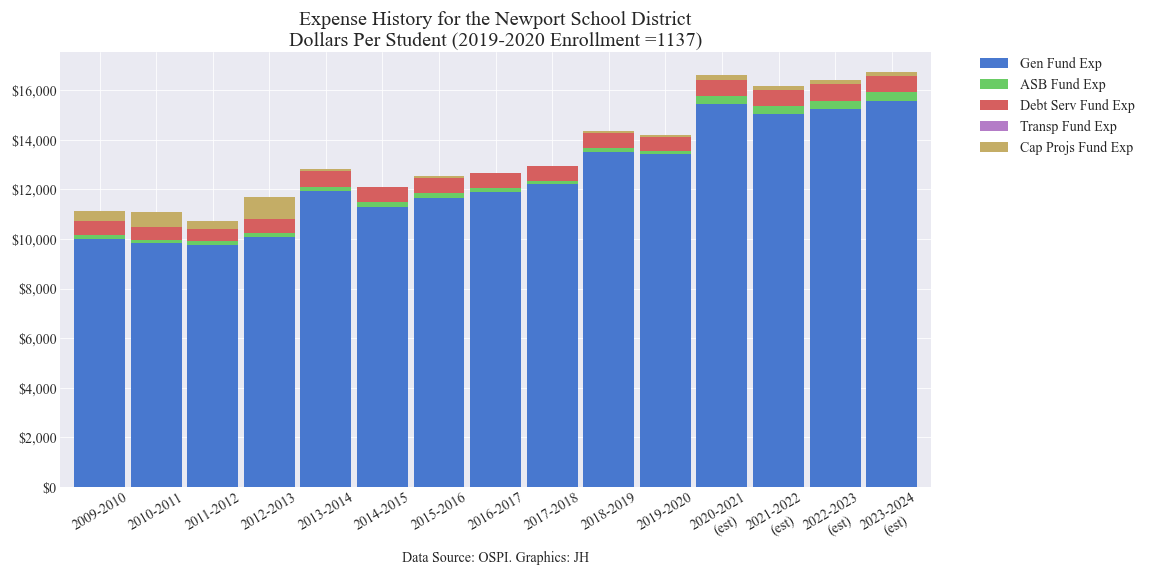 Expense History for the Newport School District
Dollars Per Student (2019-2020 Enrollment =1137)
Gen Fund Exp
ASB Fund Exp
Debt Serv Fund Exp
Transp Fund Exp
Cap Projs Fund Exp
$16,000
$14,000
$12,000
$10,000
$8,000
$6,000
$4,000
$2,000
$0
2009-2010
2010-2011
2011-2012
2012-2013
2013-2014
2014-2015
2015-2016
2016-2017
2017-2018
2018-2019
2019-2020
2020-2021
(est)
2021-2022
(est)
2022-2023
(est)
2023-2024
(est)
Data Source: OSPI. Graphics: JH